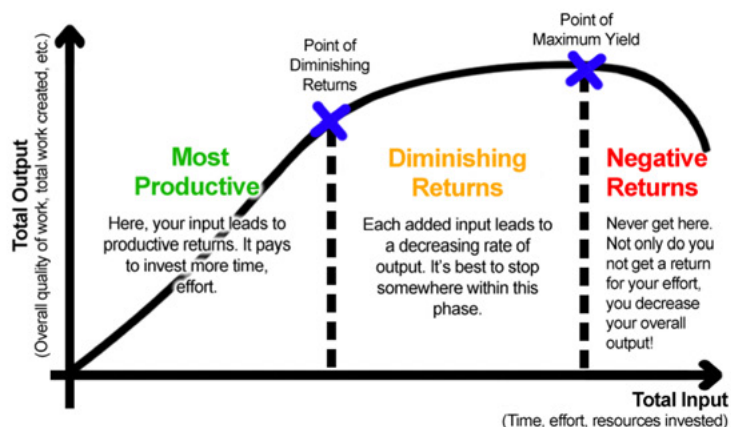 Total Output
(Overall quality of work, total work created, etc.)
Point of
Diminishing
Returns
Point of
Maximum Yield
Most
Productive
Here, your input leads to
productive returns. It pays
to invest more time,
effort.
Diminishing
Returns
Each added input leads to
a decreasing rate of
output. It's best to stop
somewhere within this
phase.
Negative
Returns
Never get here.
Not only do you
not get a return
for your effort,
you decrease
your overall
output!
Total Input
(Time, effort, resources invested)